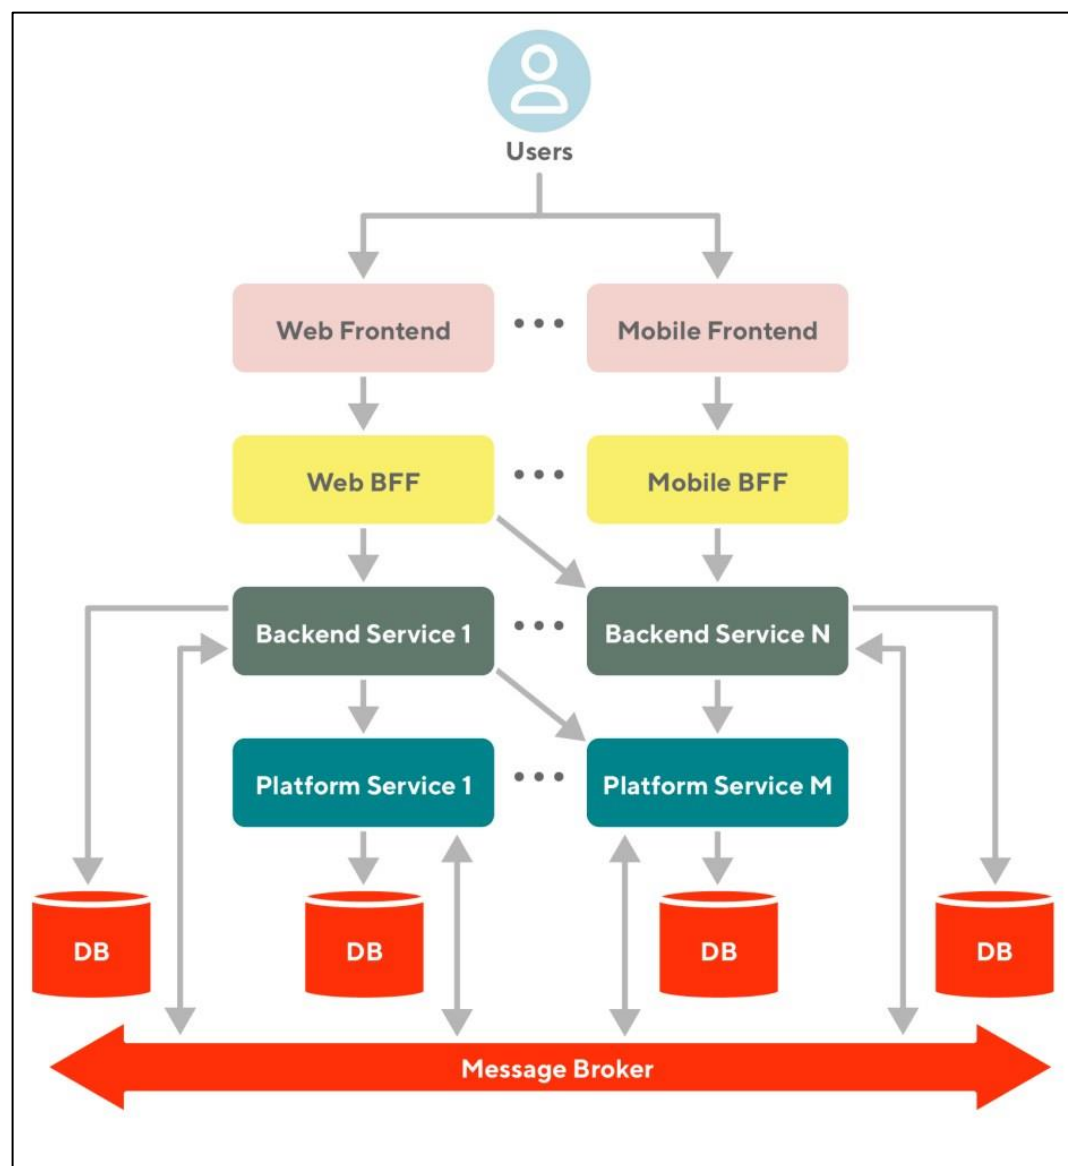 Users
Web Frontend
Mobile Frontend
Web BFF
Mobile BFF
Backend Service 1
Backend Service N
Platform Service 1
Platform Service M
DB
DB
DB
DB
Message Broker